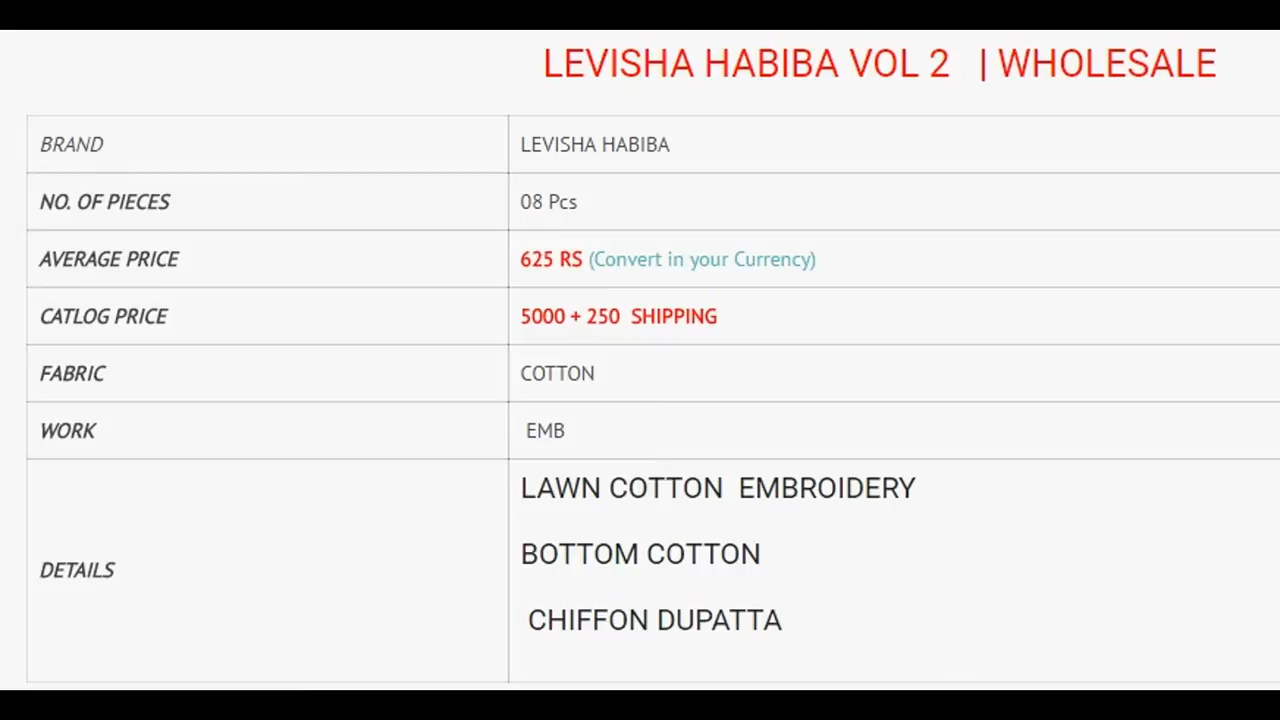 LEVISHA HABIBA VOL 2 | WHOLESALE
BRAND LEVISHA HABIBA
NO. OF PIECES 08 Pcs
AVERAGE PRICE 625 RS (Convert in your Currency)
CATLOG PRICE 5000 + 250 SHIPPING
FABRIC COTTON
WORK EMB
DETAILS
LAWN COTTON EMBROIDERY
BOTTOM COTTON
CHIFFON DUPATTA